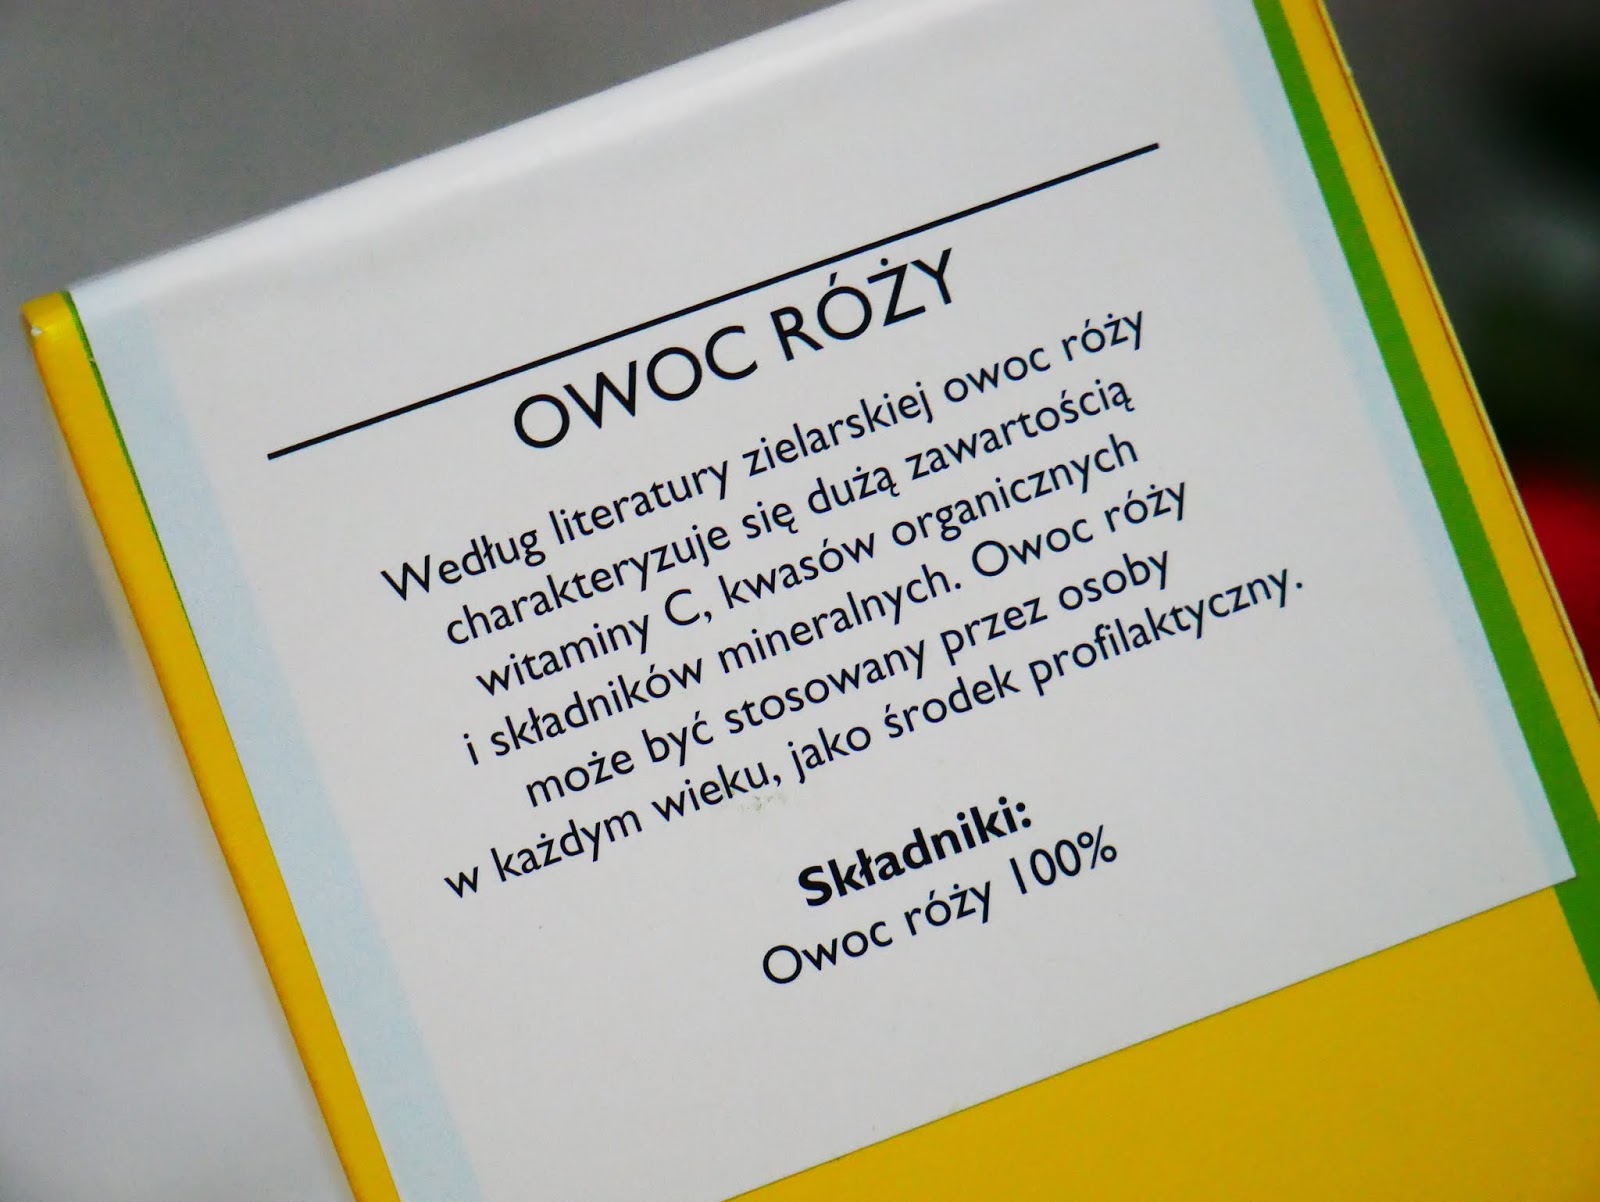 OWOC RÓŻY
Według literatury zielarskiej owoc róży
charakteryzuje się dużą zawartością
witaminy C, kwasów organicznych
i składników mineralnych. Owoc róży
może być stosowany przez osoby
w każdym wieku, jako środek profilaktyczny.
Składniki:
Owoc róży 100%